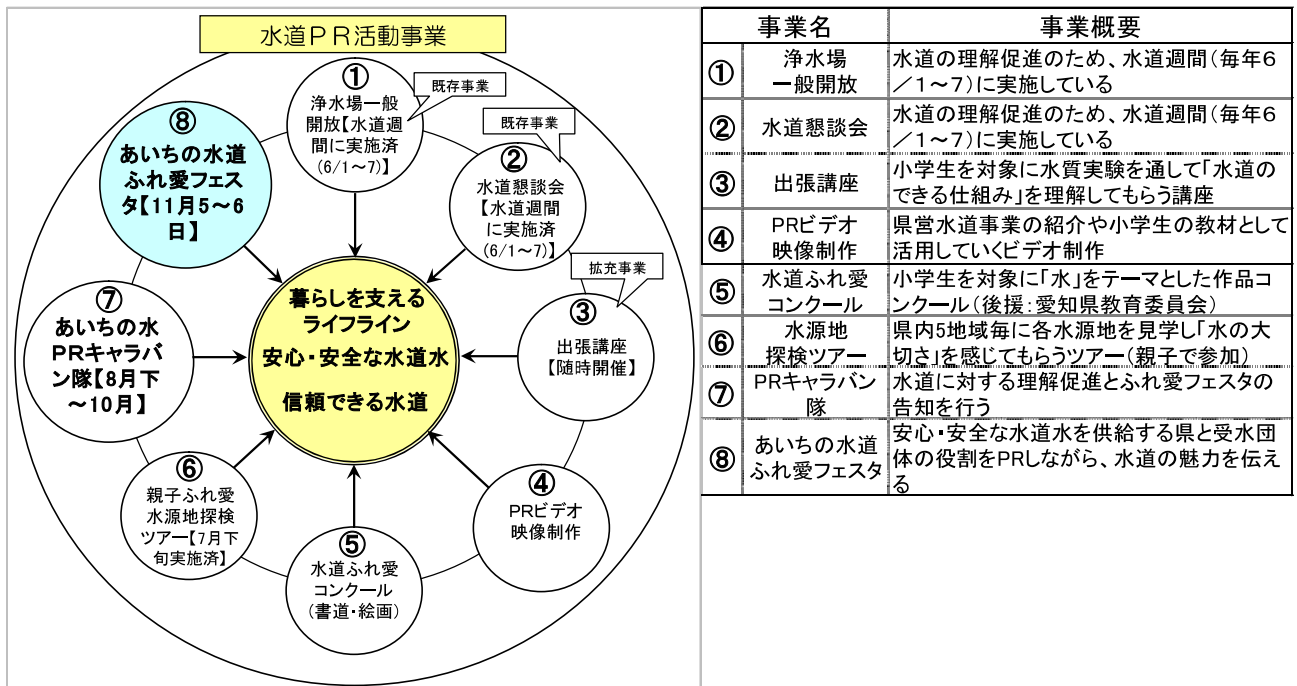 水道ＰＲ活動事業
①
浄水場一般
開放【水道週
間に実施済
(6/1～7)】
既存事業
②
水道懇談会
【水道週間
に実施済
(6/1～7)】
既存事業
③
出張講座
【随時開催】
拡充事業
④
PRビデオ
映像制作
⑤
水道ふれ愛
コンクール
(書道・絵画)
⑥
親子ふれ愛
水源地探検
ツアー【7月下
旬実施済】
⑦
あいちの水
PRキャラバ
ン隊【8月下
～10月】
⑧
あいちの水道
ふれ愛フェス
タ【11月5～6
日】
暮らしを支える
ライフライン
安心・安全な水道水
信頼できる水道
事業名 事業概要
① 浄水場
一般開放
水道の理解促進のため、水道週間（毎年６
／１～７）に実施している
② 水道懇談会
水道の理解促進のため、水道週間（毎年６
／１～７）に実施している
③ 出張講座
小学生を対象に水質実験を通して「水道の
できる仕組み」を理解してもらう講座
④ PRビデオ
映像制作
県営水道事業の紹介や小学生の教材として
活用していくビデオ制作
⑤ 水道ふれ愛
コンクール
小学生を対象に「水」をテーマとした作品コ
ンクール（後援：愛知県教育委員会）
⑥ 水源地
探検ツアー
県内5地域毎に各水源地を見学し「水の大
切さ」を感じてもらうツアー（親子で参加）
⑦ PRキャラバン
隊
水道に対する理解促進とふれ愛フェスタの
告知を行う
⑧ あいちの水道
ふれ愛フェスタ
安心・安全な水道水を供給する県と受水団
体の役割をPRしながら、水道の魅力を伝え
る